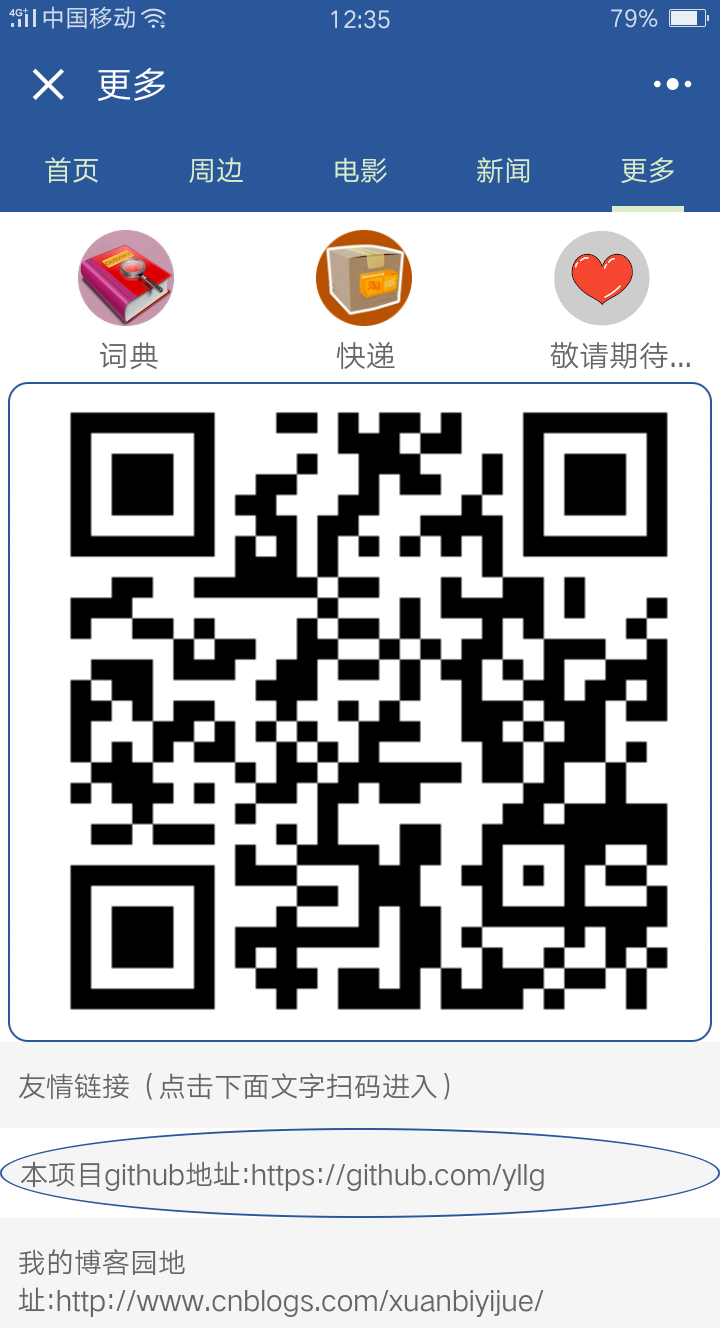 4G+ 中国移动 12:35 79%
更多
首页 周边 电影 新闻 更多
词典 快递 敬请期待...
友情链接（点击下面文字扫码进入）
本项目github地址:https://github.com/yllg
我的博客园地
址:http://www.cnblogs.com/xuanbiyijue/